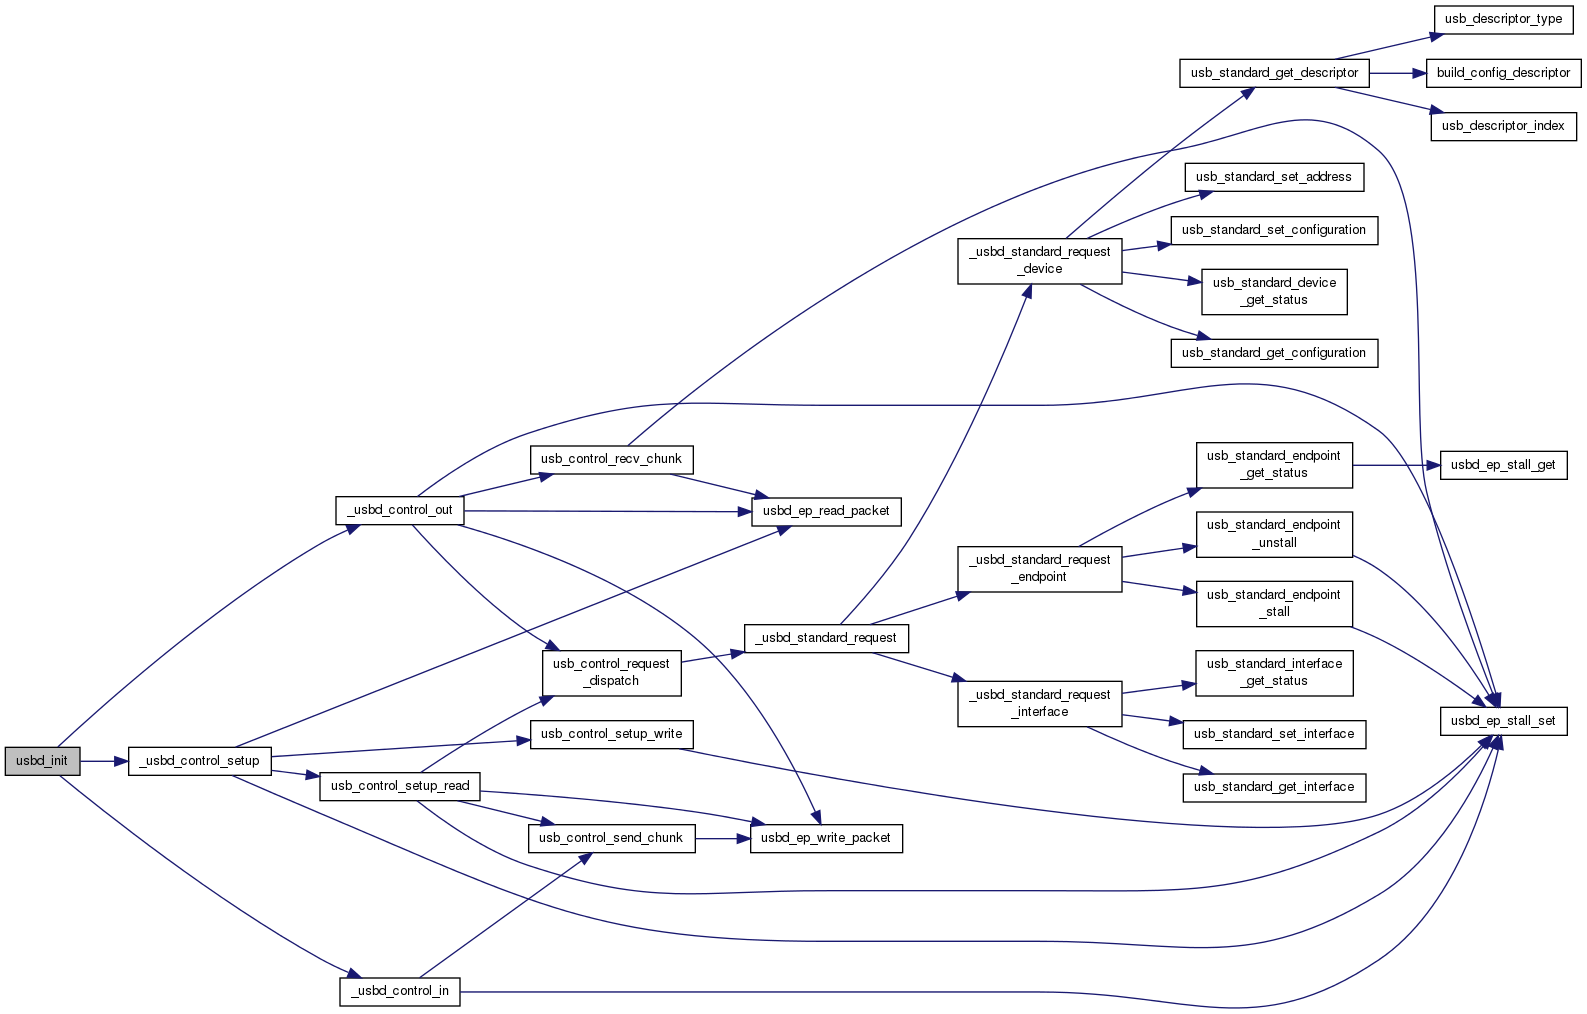 usb_descriptor_type
usb_standard_get_descriptor
build_config_descriptor
usb_descriptor_index
usb_standard_set_address
usb_standard_set_configuration
_usbd_standard_request
_device
usb_standard_device
_get_status
usb_standard_get_configuration
usb_control_recv_chunk
usb_standard_endpoint
_get_status
usbd_ep_stall_get
_usbd_control_out
usbd_ep_read_packet
usb_standard_endpoint
_unstall
_usbd_standard_request
_endpoint
usb_standard_endpoint
_stall
_usbd_standard_request
usb_control_request
_dispatch
usb_standard_interface
_get_status
_usbd_standard_request
_interface
usbd_ep_stall_set
usb_control_setup_write
usb_standard_set_interface
usbd_init
_usbd_control_setup
usb_control_setup_read
usb_standard_get_interface
usb_control_send_chunk
usbd_ep_write_packet
_usbd_control_in